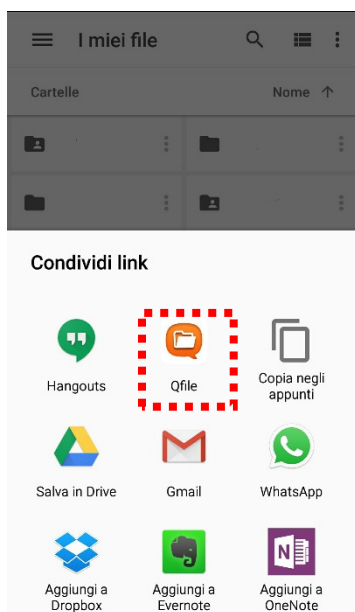 I miei file
Cartelle
Nome
Condividi link
Hangouts
Qfile
Copia negli
appunti
Salva in Drive
Gmail
WhatsApp
Aggiungi a
Dropbox
Aggiungi a
Evernote
Aggiungi a
OneNote